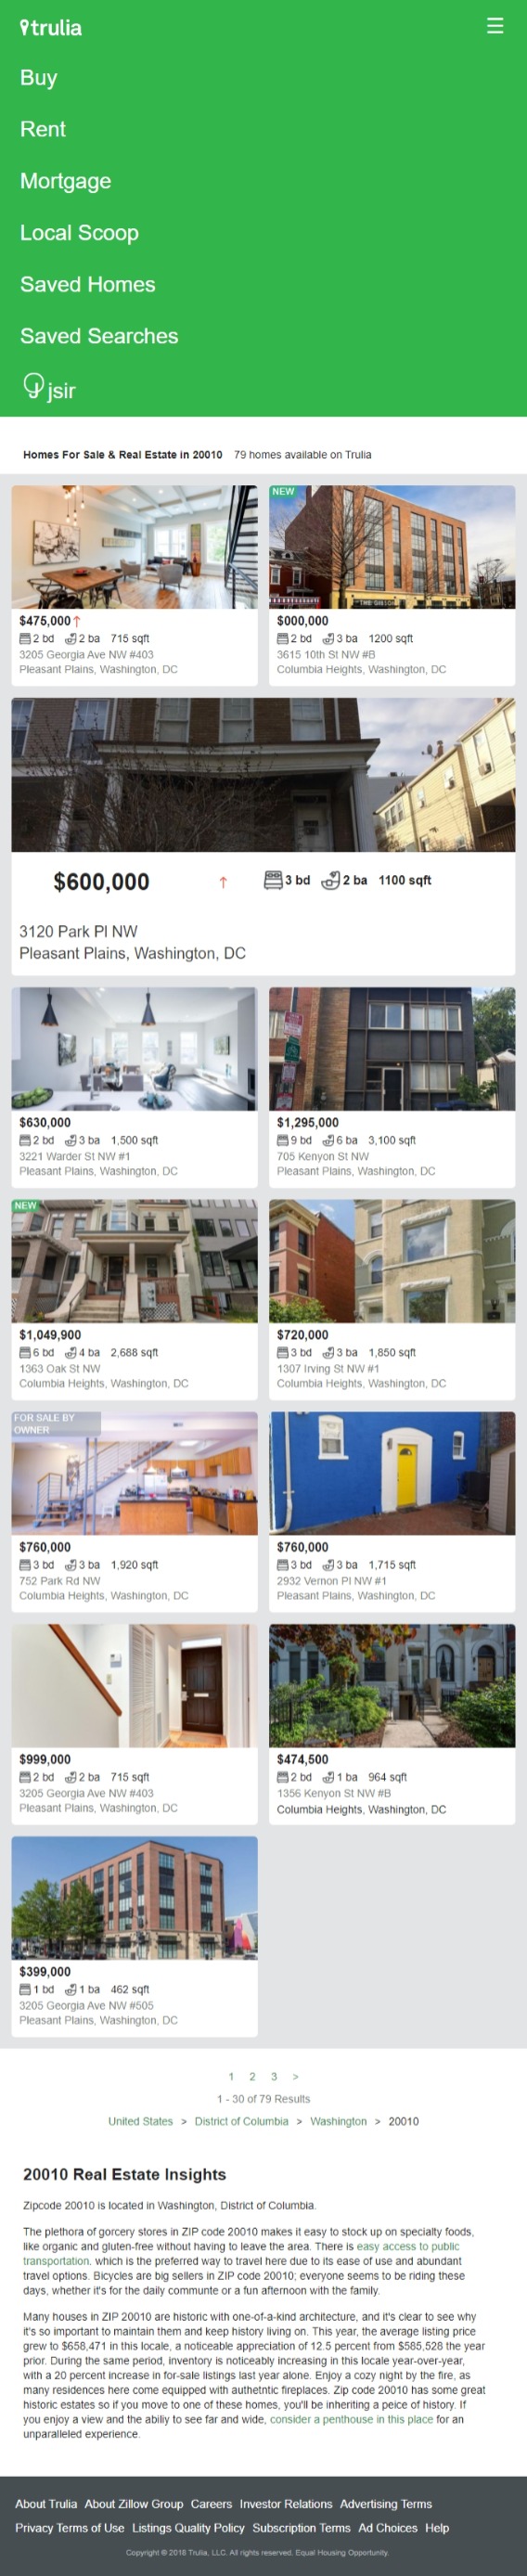 trulia
Buy
Rent
Mortgage
Local Scoop
Saved Homes
Saved Searches
J jsir
Homes For Sale & Real Estate in 20010 79 homes available on Trulia
$475,000↑
2 bd 2 ba 715 sqft
3205 Georgia Ave NW #403
Pleasant Plains, Washington, DC
NEW
$000,000
2 bd 3 ba 1200 sqft
3615 10th St NW #B
Columbia Heights, Washington, DC
$600,000 ↑ 3 bd 2 ba 1100 sqft
3120 Park Pl NW
Pleasant Plains, Washington, DC
$630,000
2 bd 3 ba 1,500 sqft
3221 Warder St NW #1
Pleasant Plains, Washington, DC
$1,295,000
9 bd 6 ba 3,100 sqft
705 Kenyon St NW
Pleasant Plains, Washington, DC
NEW
$1,049,900
6 bd 4 ba 2,688 sqft
1363 Oak St NW
Columbia Heights, Washington, DC
$720,000
3 bd 3 ba 1,850 sqft
1307 Irving St NW #1
Columbia Heights, Washington, DC
FOR SALE BY
OWNER
$760,000
3 bd 3 ba 1,920 sqft
752 Park Rd NW
Columbia Heights, Washington, DC
$760,000
3 bd 3 ba 1,715 sqft
2932 Vernon Pl NW #1
Pleasant Plains, Washington, DC
$999,000
2 bd 2 ba 715 sqft
3205 Georgia Ave NW #403
Pleasant Plains, Washington, DC
$474,500
2 bd 1 ba 964 sqft
1356 Kenyon St NW #B
Columbia Heights, Washington, DC
$399,000
1 bd 1 ba 462 sqft
3205 Georgia Ave NW #505
Pleasant Plains, Washington, DC
1 2 3 >
1 - 30 of 79 Results
United States > District of Columbia > Washington > 20010
20010 Real Estate Insights
Zipcode 20010 is located in Washington, District of Columbia.
The plethora of gorcery stores in ZIP code 20010 makes it easy to stock up on specialty foods,
like organic and gluten-free without having to leave the area. There is easy access to public
transportation. which is the preferred way to travel here due to its ease of use and abundant
travel options. Bicycles are big sellers in ZIP code 20010; everyone seems to be riding these
days, whether it's for the daily communte or a fun afternoon with the family.
Many houses in ZIP 20010 are historic with one-of-a-kind architecture, and it's clear to see why
it's so important to maintain them and keep history living on. This year, the average listing price
grew to $658,471 in this locale, a noticeable appreciation of 12.5 percent from $585,528 the year
prior. During the same period, inventory is noticeably increasing in this locale year-over-year,
with a 20 percent increase in for-sale listings last year alone. Enjoy a cozy night by the fire, as
many residences here come equipped with authetntic fireplaces. Zip code 20010 has some great
historic estates so if you move to one of these homes, you'll be inheriting a peice of history. If
you enjoy a view and the abiliy to see far and wide, consider a penthouse in this place for an
unparalleled experience.
About Trulia About Zillow Group Careers Investor Relations Advertising Terms
Privacy Terms of Use Listings Quality Policy Subscription Terms Ad Choices Help
Copyright © 2018 Trulia, LLC. All rights reserved. Equal Housing Opportunity.